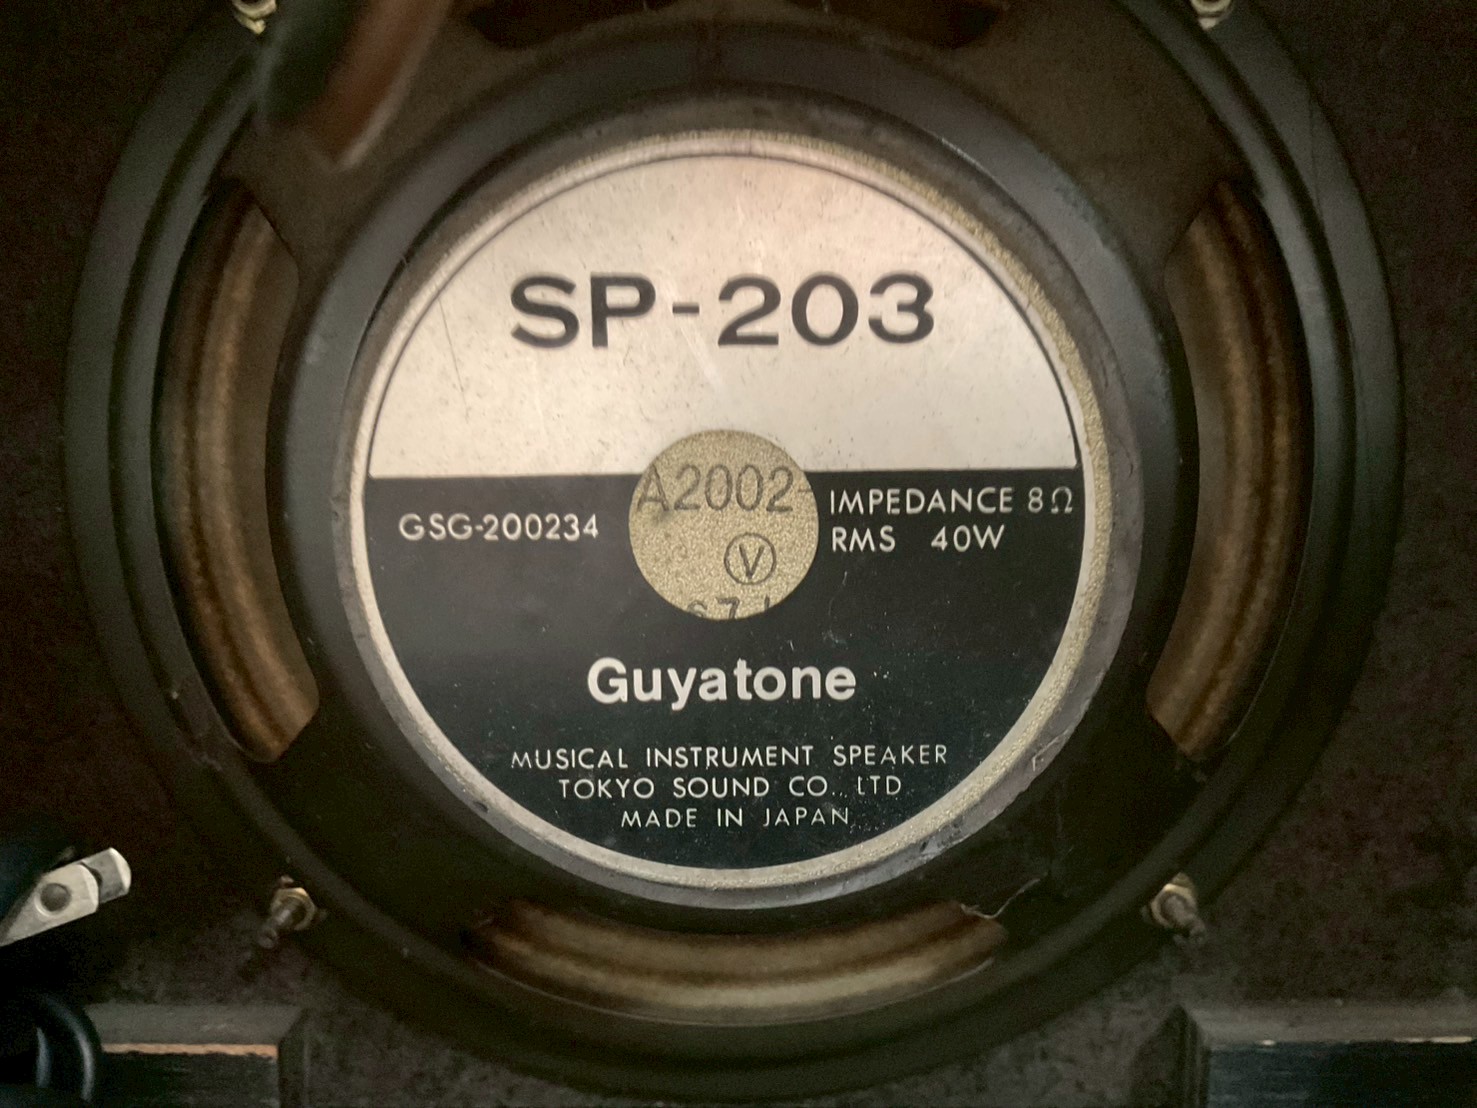 SP-203
A2002-
IMPEDANCE 8Ω
GSG-200234
RMS 40W
V
67
Guyatone
MUSICAL INSTRUMENT SPEAKER
TOKYO SOUND CO., LTD
MADE IN JAPAN